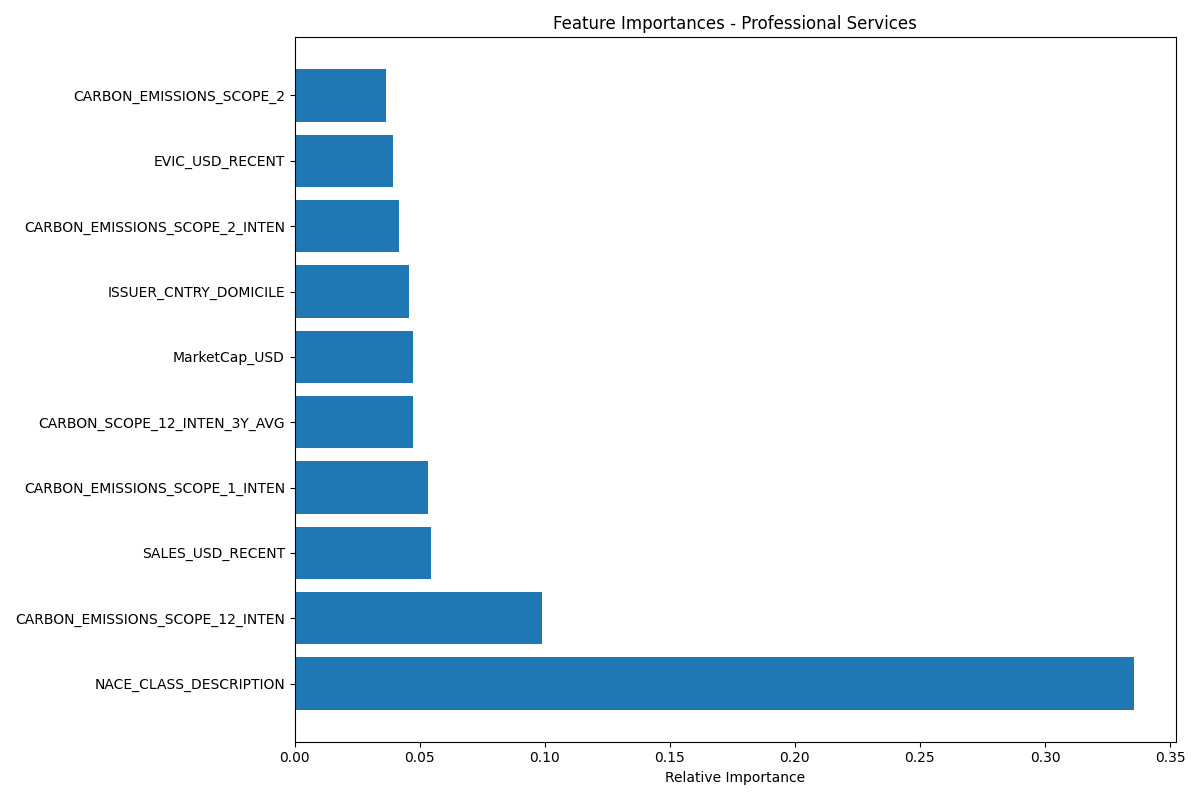 Feature Importances - Professional Services
CARBON_EMISSIONS_SCOPE_2
EVIC_USD_RECENT
CARBON_EMISSIONS_SCOPE_2_INTEN
ISSUER_CNTRY_DOMICILE
MarketCap_USD
CARBON_SCOPE_12_INTEN_3Y_AVG
CARBON_EMISSIONS_SCOPE_1_INTEN
SALES_USD_RECENT
CARBON_EMISSIONS_SCOPE_12_INTEN
NACE_CLASS_DESCRIPTION
0.00 0.05 0.10 0.15 0.20 0.25 0.30 0.35
Relative Importance